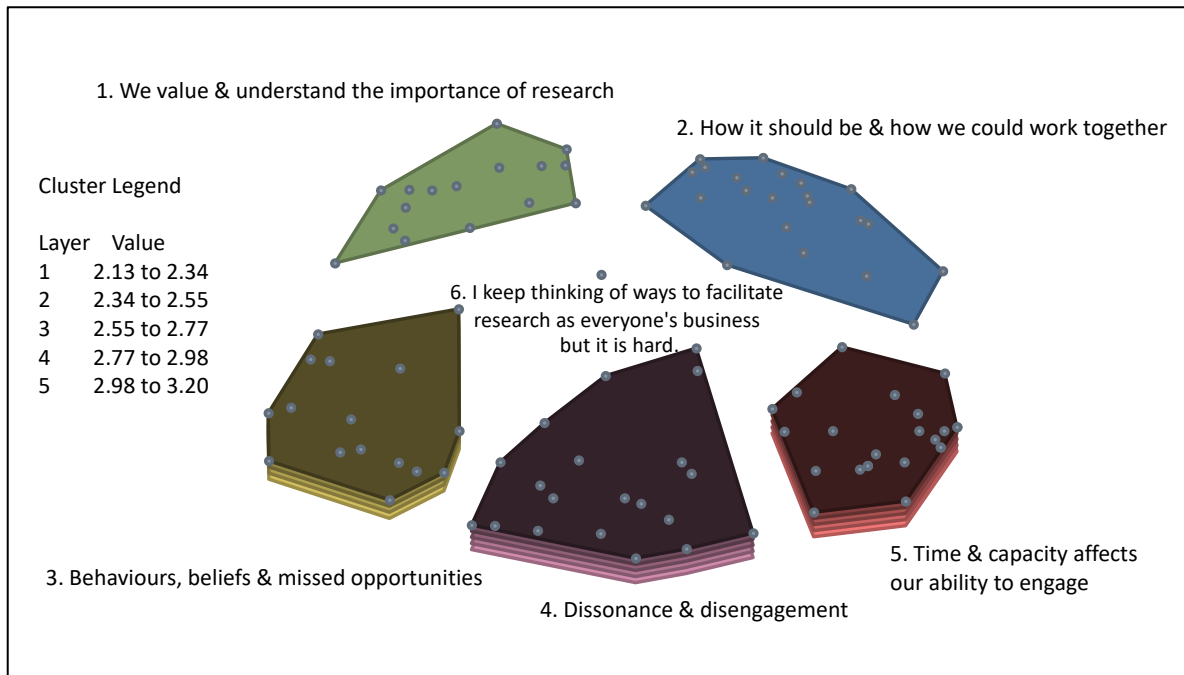 1. We value & understand the importance of research
2. How it should be & how we could work together
Cluster Legend
Layer Value
1 2.13 to 2.34
2 2.34 to 2.55
3 2.55 to 2.77
4 2.77 to 2.98
5 2.98 to 3.20
6. I keep thinking of ways to facilitate
research as everyone's business
but it is hard.
3. Behaviours, beliefs & missed opportunities
4. Dissonance & disengagement
5. Time & capacity affects
our ability to engage